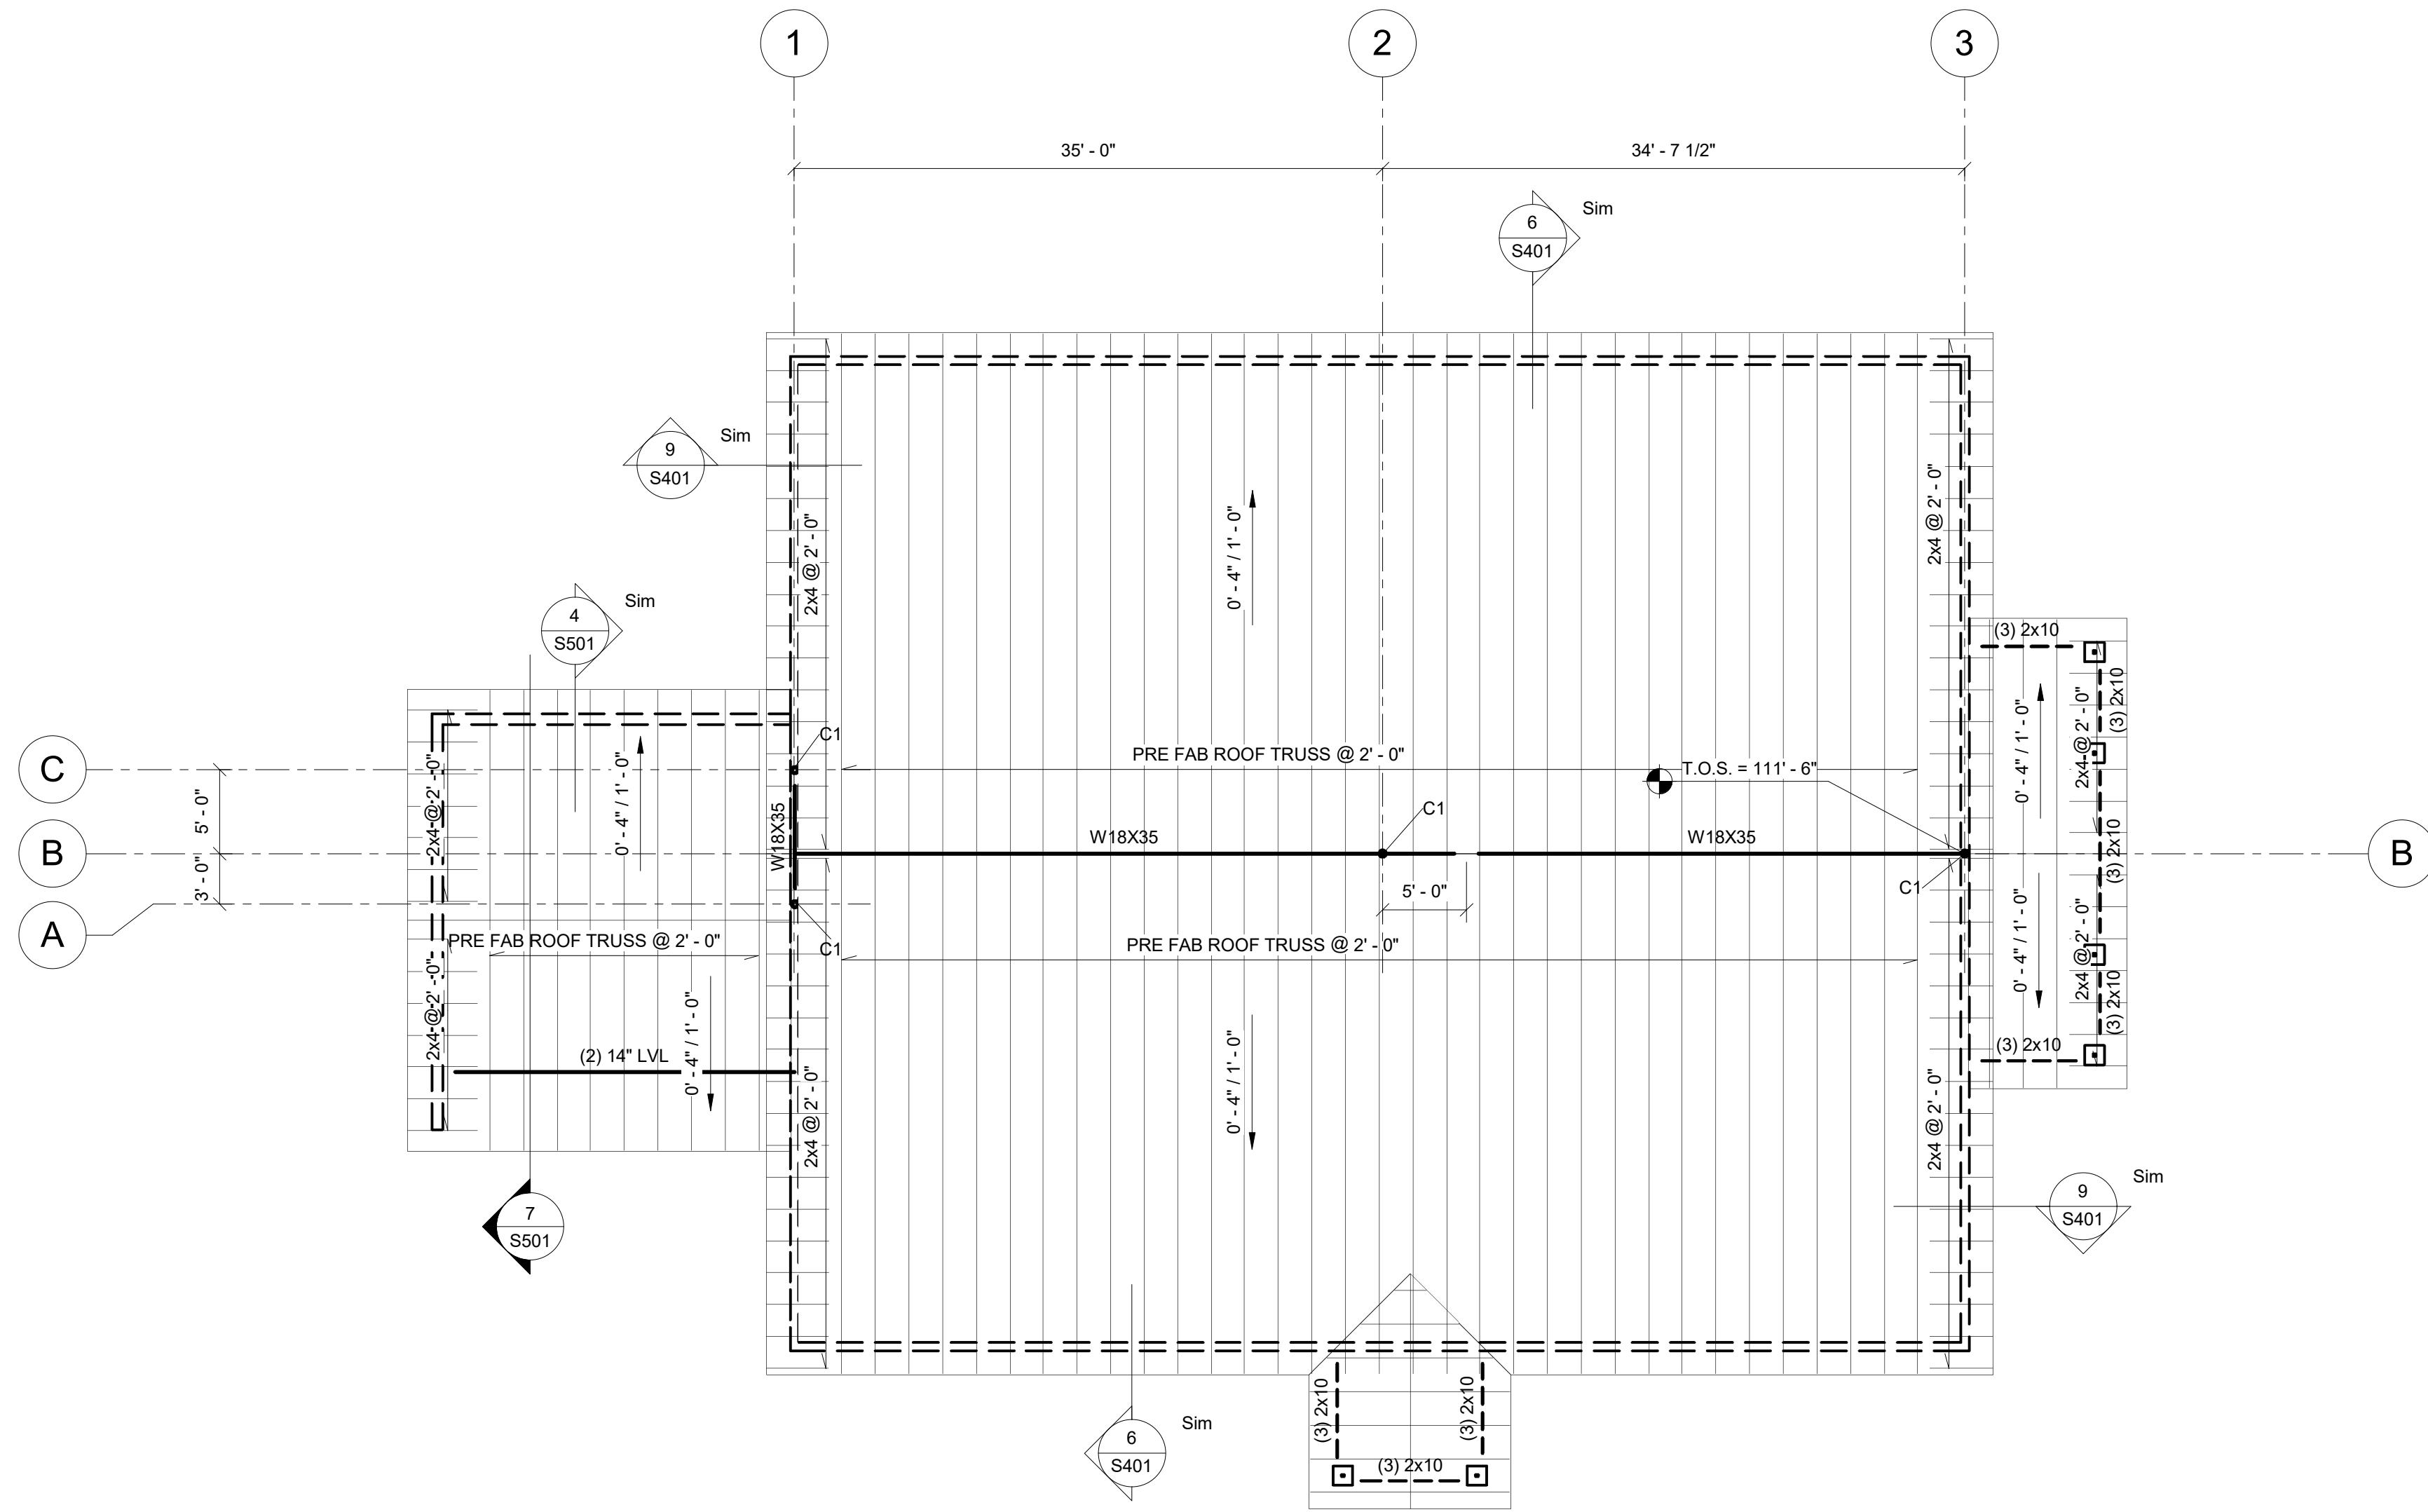 1
2
3
35' - 0"
34' - 7 1/2"
6
S401
Sim
9
S401
Sim
2x4 @ 2' - 0"
0' - 4" / 1' - 0"
2x4 @ 2' - 0"
4
S501
Sim
(3) 2x10
(3) 2x10
C1
C
PRE FAB ROOF TRUSS @ 2' - 0"
T.O.S. = 111' - 6"
0' - 4" / 1' - 0"
2x4 @ 2' - 0"
5' - 0"
2x4 @ 2' - 0"
0' - 4" / 1' - 0"
W18X35
C1
W18X35
W18X35
B
B
(3) 2x10
3' - 0"
5' - 0"
C1
A
PRE FAB ROOF TRUSS @ 2' - 0"
C1
PRE FAB ROOF TRUSS @ 2' - 0"
0' - 4" / 1' - 0"
2x4 @ 2' - 0"
(3) 2x10
2x4 @ 2' - 0"
(2) 14" LVL
0' - 4" / 1' - 0"
(3) 2x10
2x4 @ 2' - 0"
0' - 4" / 1' - 0"
2x4 @ 2' - 0"
7
S501
9
S401
Sim
(3) 2x10
(3) 2x10
6
S401
Sim
(3) 2x10